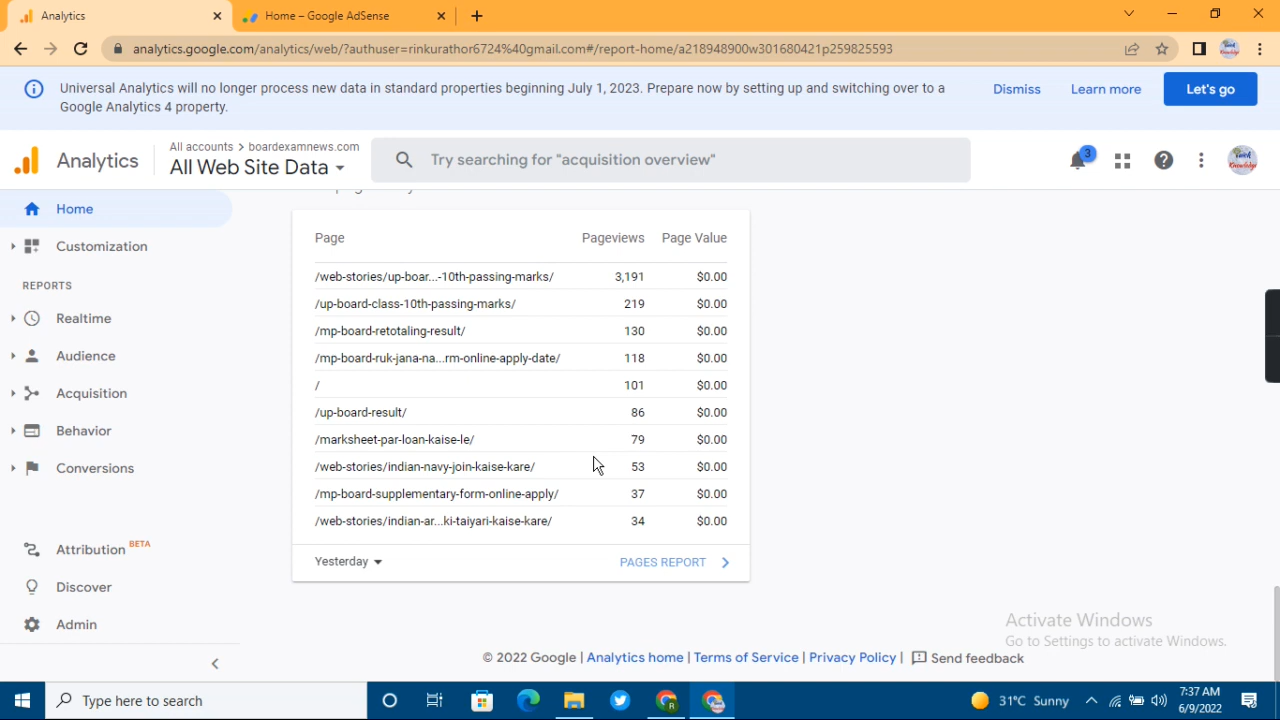 Analytics
Home – Google AdSense
analytics.google.com/analytics/web/?authuser=rinkurathor6724%40gmail.com#/report-home/a218948900w301680421p259825593
Universal Analytics will no longer process new data in standard properties beginning July 1, 2023. Prepare now by setting up and switching over to a
Google Analytics 4 property.
Dismiss
Learn more
Let's go
Analytics
All accounts > boardexamnews.com
All Web Site Data
Try searching for "acquisition overview"
3
Home
Customization
REPORTS
Realtime
Audience
Acquisition
Behavior
Conversions
Attribution BETA
Discover
Admin
Page Pageviews Page Value
/web-stories/up-boar...-10th-passing-marks/ 3,191 $0.00
/up-board-class-10th-passing-marks/ 219 $0.00
/mp-board-retotaling-result/ 130 $0.00
/mp-board-ruk-jana-na...rm-online-apply-date/ 118 $0.00
/ 101 $0.00
/up-board-result/ 86 $0.00
/marksheet-par-loan-kaise-le/ 79 $0.00
/web-stories/indian-navy-join-kaise-kare/ 53 $0.00
/mp-board-supplementary-form-online-apply/ 37 $0.00
/web-stories/indian-ar...ki-taiyari-kaise-kare/ 34 $0.00
Yesterday
PAGES REPORT
Activate Windows
Go to Settings to activate Windows.
© 2022 Google | Analytics home | Terms of Service | Privacy Policy | Send feedback
Type here to search
31°C Sunny
7:37 AM
6/9/2022